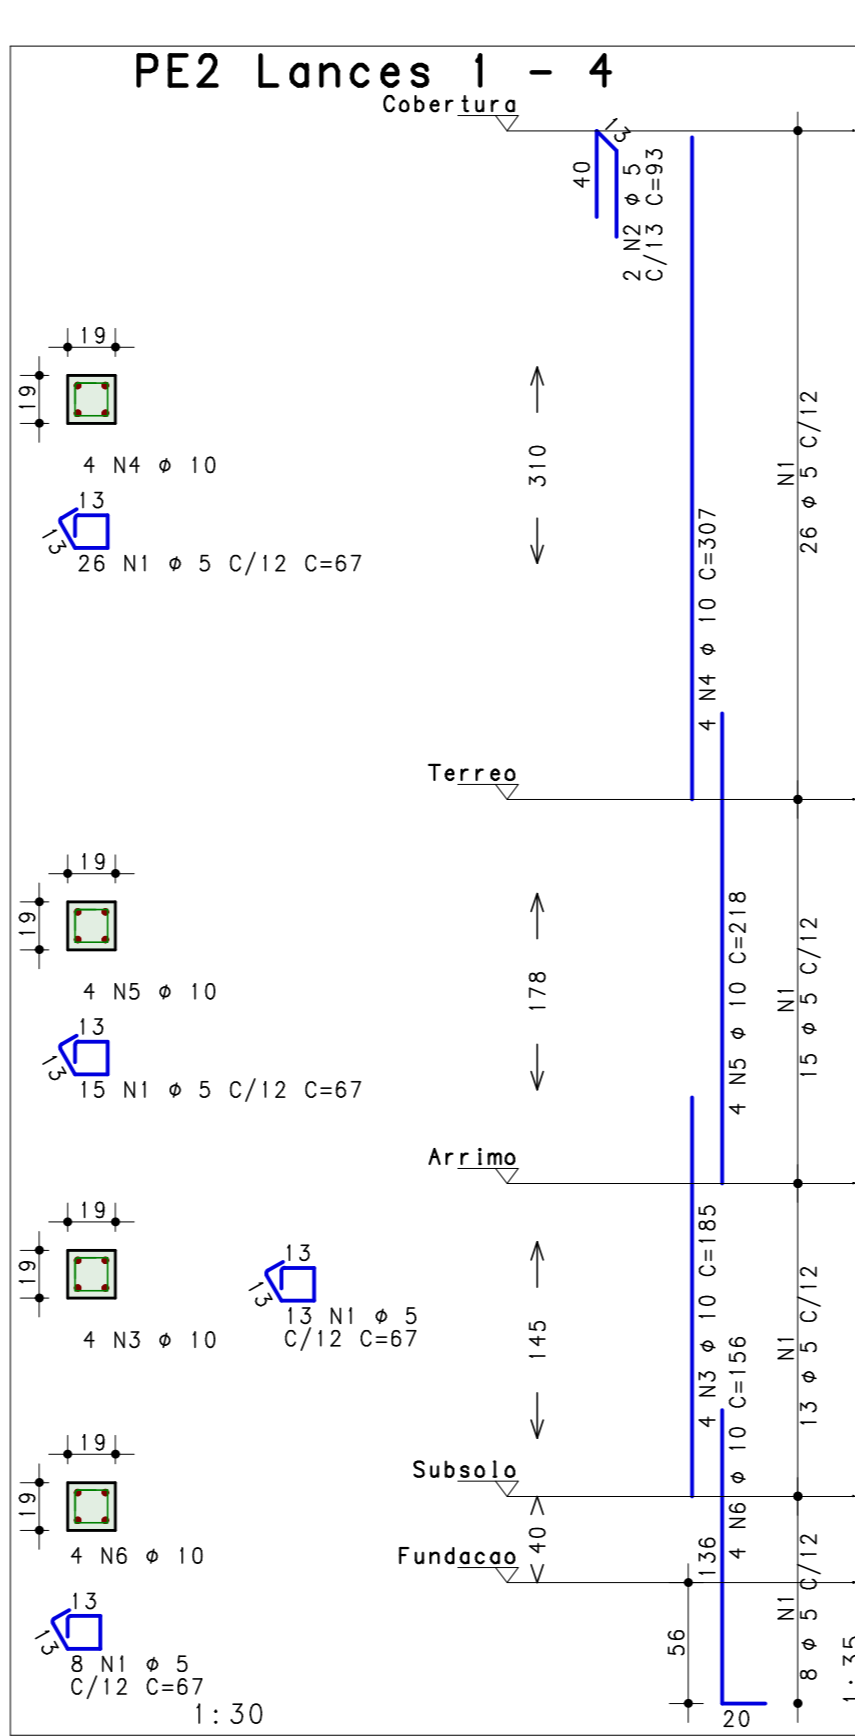 PE2 Lances 1 - 4
Cobertura
13
40
2 N2 ϕ 5
C/13 C=93
19
19
4 N4 ϕ 10
13
13
26 N1 ϕ 5 C/12 C=67
310
4 N4 ϕ 10 C=307
N1
26 ϕ 5 C/12
Terreo
19
19
4 N5 ϕ 10
13
13
15 N1 ϕ 5 C/12 C=67
178
4 N5 ϕ 10 C=218
N1
15 ϕ 5 C/12
Arrimo
19
19
4 N3 ϕ 10
13
13
13 N1 ϕ 5
C/12 C=67
145
4 N3 ϕ 10 C=185
N1
13 ϕ 5 C/12
Subsolo
19
19
4 N6 ϕ 10
40
136
4 N6 ϕ 10 C=156
Fundacao
13
13
8 N1 ϕ 5
C/12 C=67
56
20
N1
8 ϕ 5 C/12
1:30
1:35